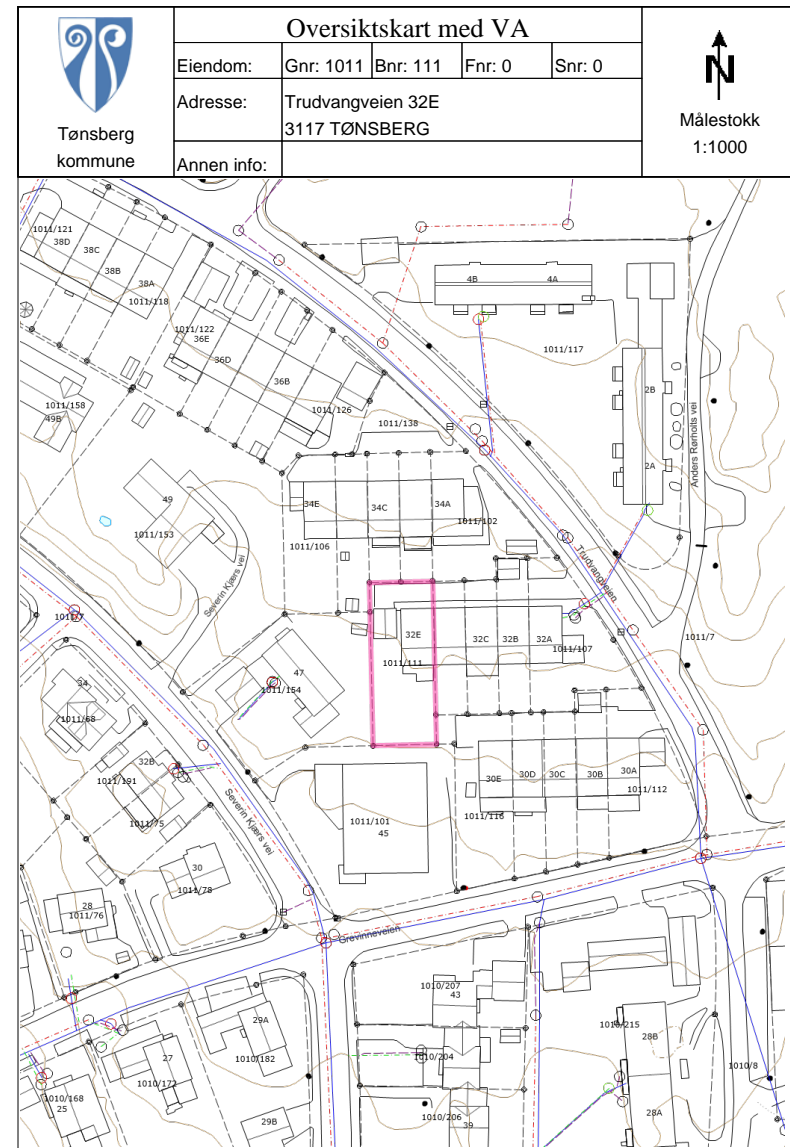 Oversiktskart med VA
Eiendom: Gnr: 1011 Bnr: 111 Fnr: 0 Snr: 0
Adresse: Trudvangveien 32E
3117 TØNSBERG
Annen info:
Tønsberg
kommune
N
Målestokk
1:1000
1011/121
38D
38C
38B
38A
1011/118
1011/122
36E
36D
36B
1011/126
1011/138
4B
4A
1011/117
2B
2A
Anders Rørholts vei
1011/158
49B
49
1011/153
34E
34C
34A
1011/102
1011/106
Trudvangveien
Severin Kjærs vei
1011/7
32E
32C
32B
32A
1011/107
1011/7
1011/111
47
1011/154
34
1011/68
32B
1011/191
1011/75
Severin Kjærs vei
30E
30D
30C
30B
30A
1011/112
1011/116
1011/101
45
30
1011/78
28
1011/76
Grevinneveien
1010/207
43
29A
1010/182
27
1010/172
1010/204
1010/215
28B
1010/8
1010/168
25
29B
1010/206
39
28A